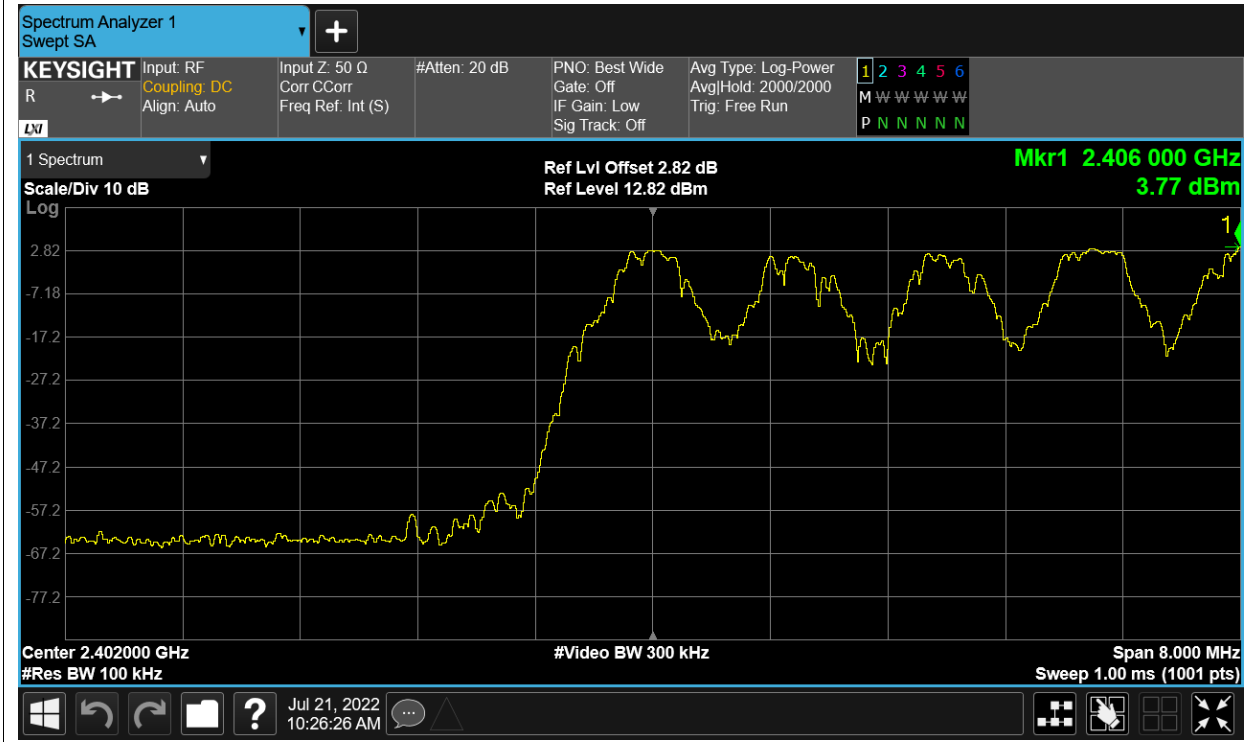 Spectrum Analyzer 1
Swept SA
KEYSIGHT
R
LXI
Input: RF
Coupling: DC
Align: Auto
Input Z: 50 Ω
Corr CCorr
Freq Ref: Int (S)
#Atten: 20 dB
PNO: Best Wide
Gate: Off
IF Gain: Low
Sig Track: Off
Avg Type: Log-Power
Avg|Hold: 2000/2000
Trig: Free Run
1 2 3 4 5 6
M W W W W W
P N N N N N
1 Spectrum
Scale/Div 10 dB
Log
Ref Lvl Offset 2.82 dB
Ref Level 12.82 dBm
Mkr1 2.406 000 GHz
3.77 dBm
1
2.82
-7.18
-17.2
-27.2
-37.2
-47.2
-57.2
-67.2
-77.2
Center 2.402000 GHz
#Res BW 100 kHz
#Video BW 300 kHz
Span 8.000 MHz
Sweep 1.00 ms (1001 pts)
?
Jul 21, 2022
10:26:26 AM